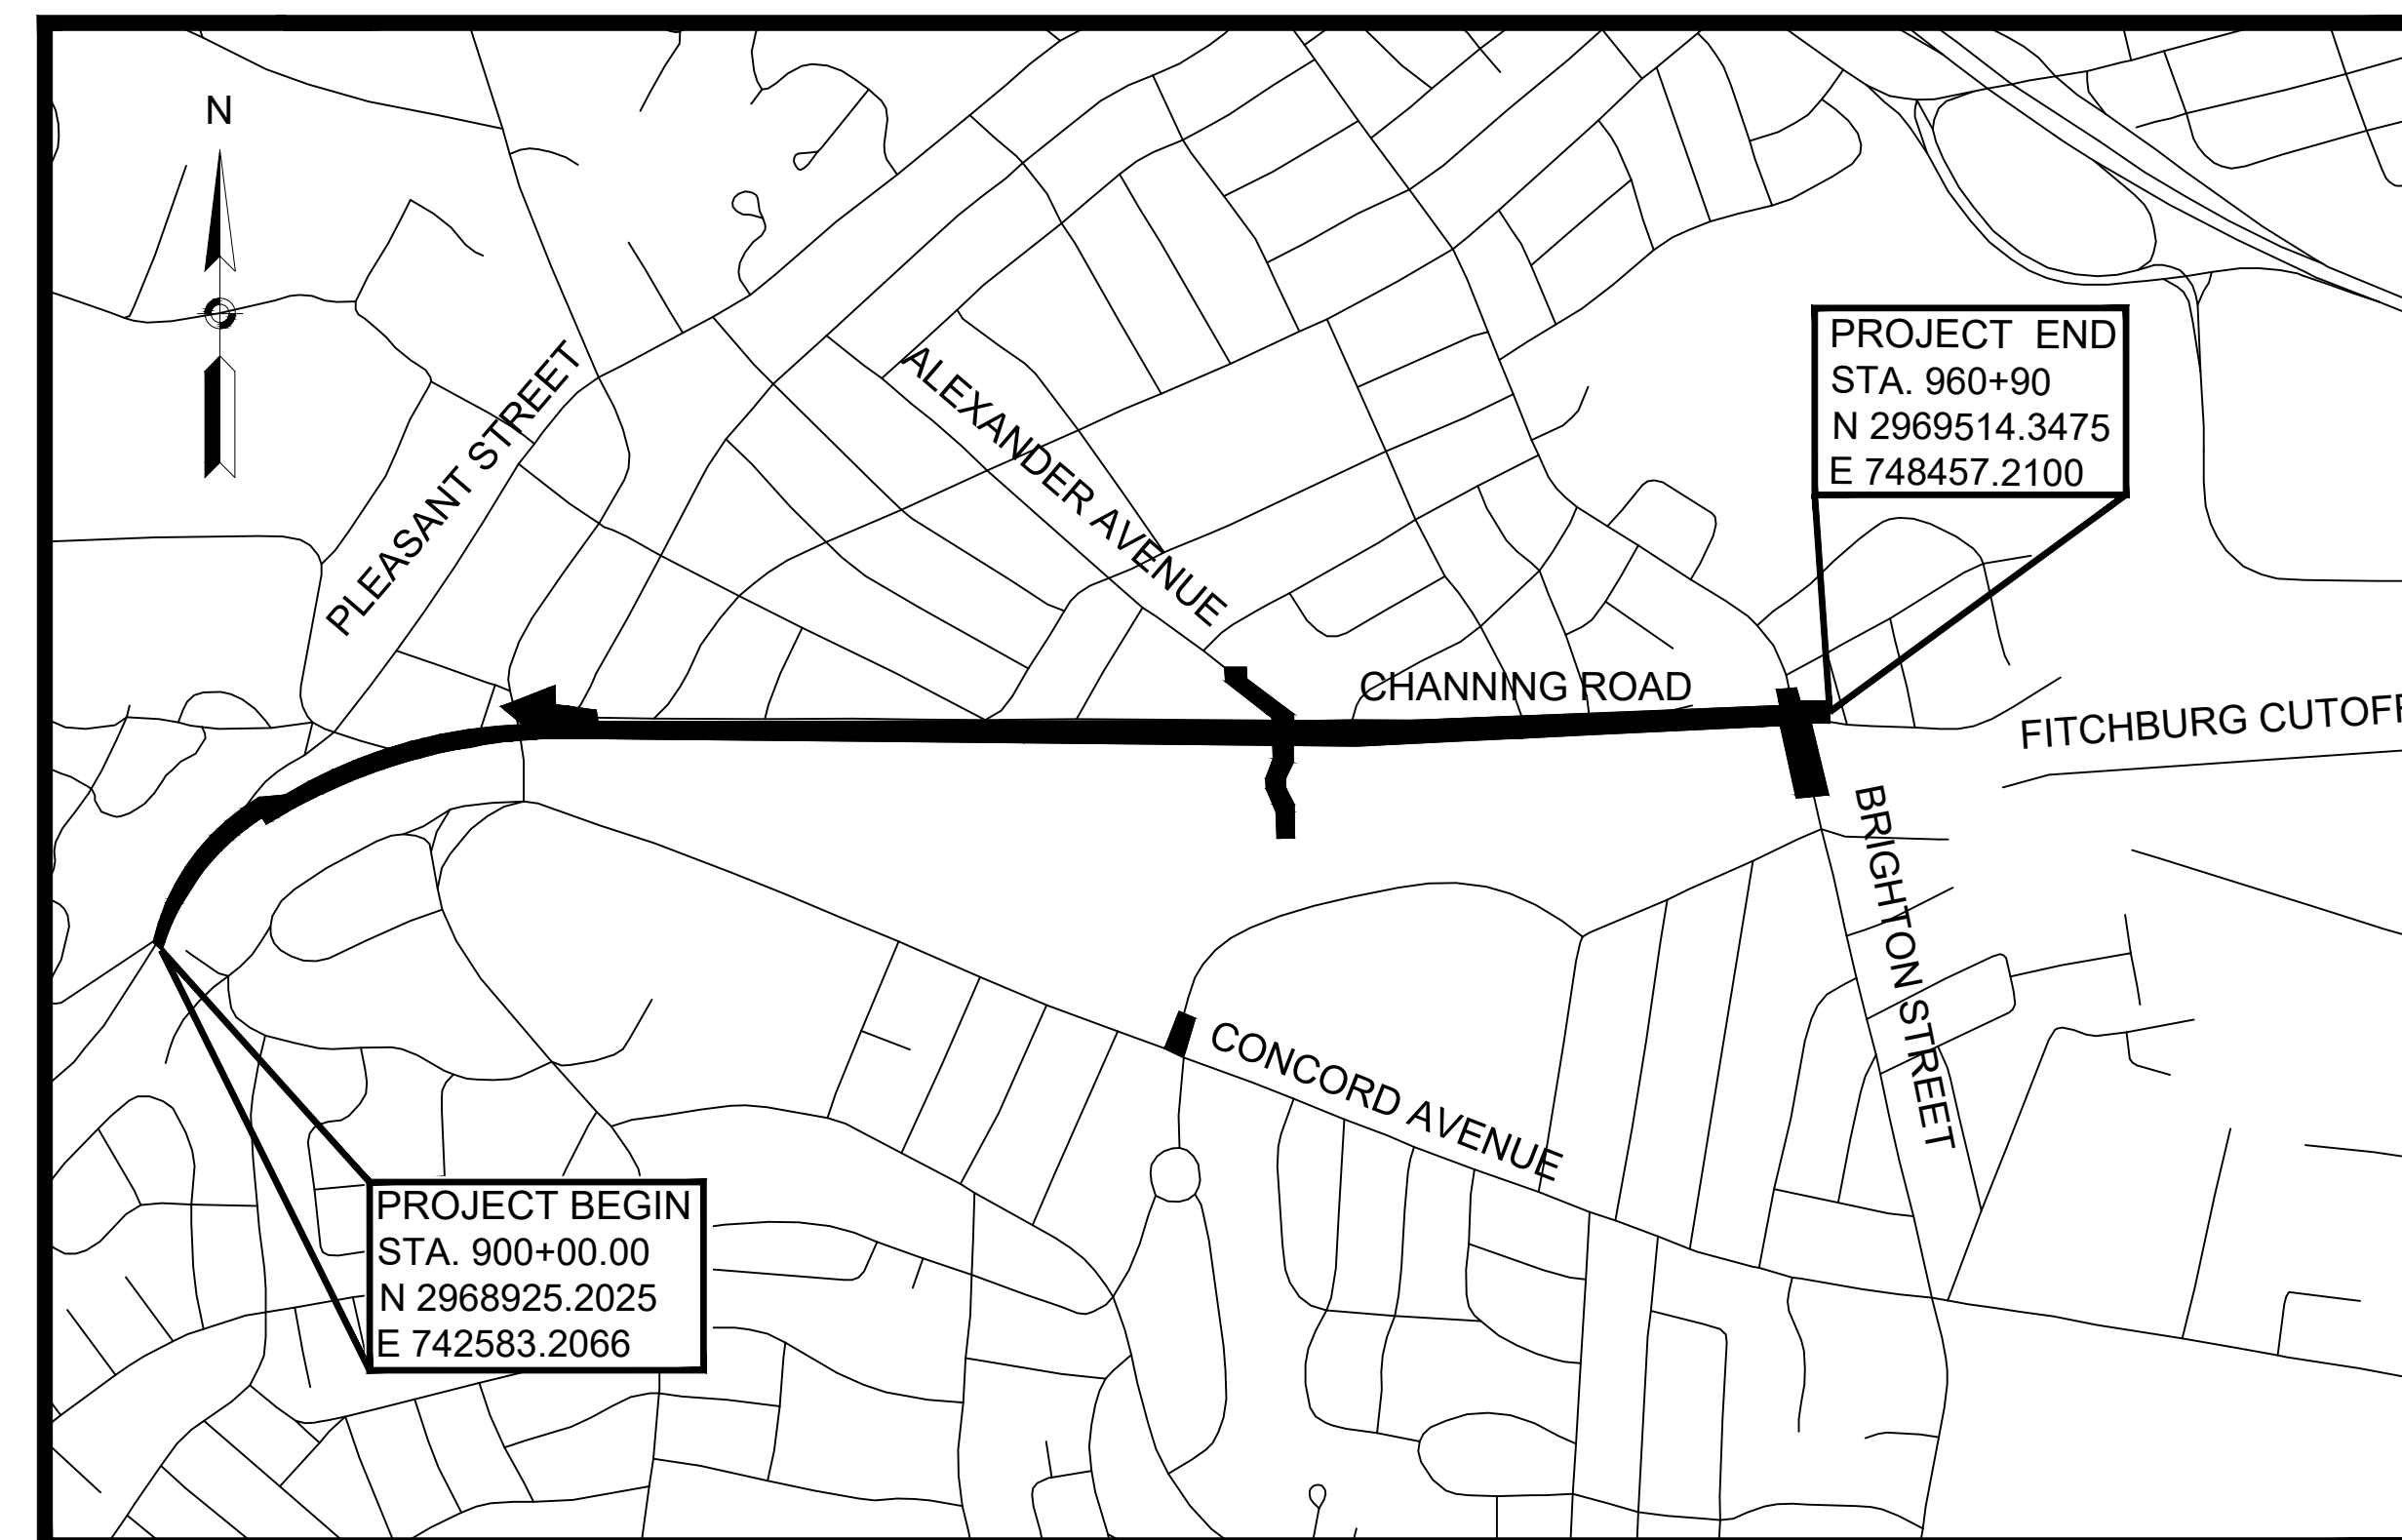 N
PROJECT END
STA. 960+90
N 2969514.3475
E 748457.2100
PLEASANT STREET
ALEXANDER AVENUE
CHANNING ROAD
FITCHBURG CUTOFF
BRIGHTON STREET
CONCORD AVENUE
PROJECT BEGIN
STA. 900+00.00
N 2968925.2025
E 742583.2066